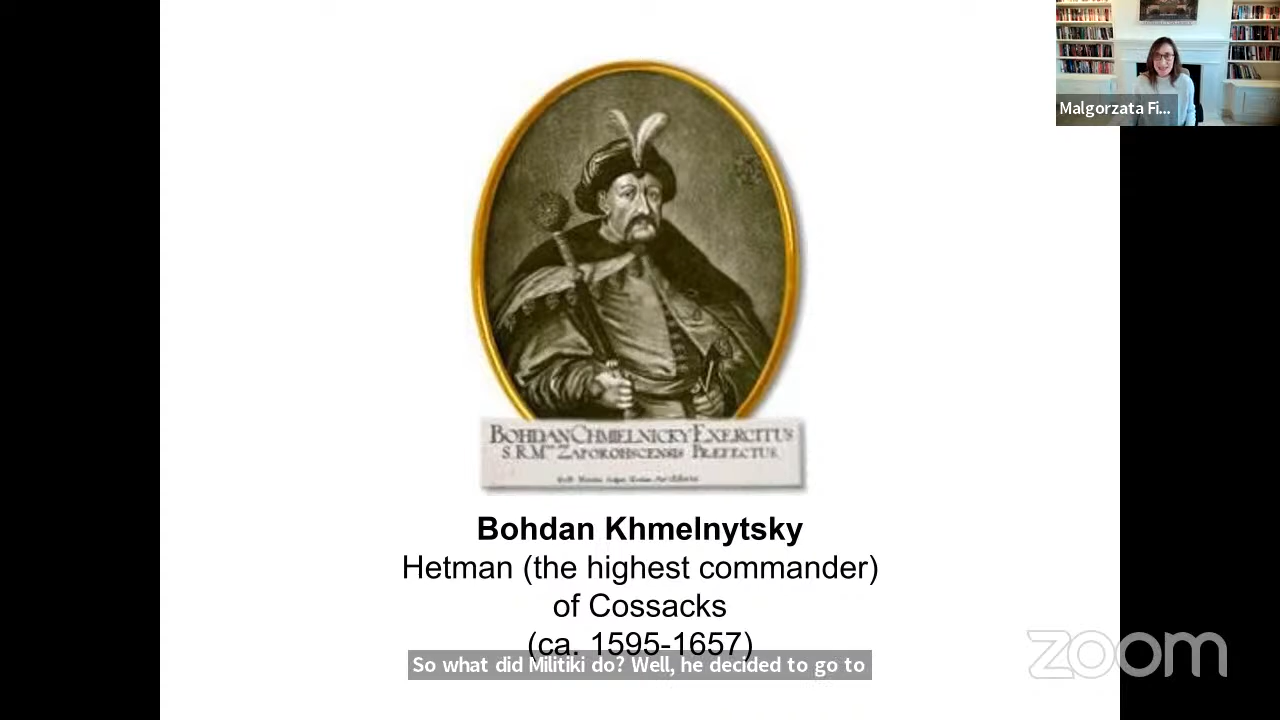 Malgorzata Fi...
BOHDAN CHMIELNICKY EXERCITUS
S. R. M. ZAPOROHSCENSIS PRÆFECTUS
Bohdan Khmelnytsky
Hetman (the highest commander)
of Cossacks
(ca. 1595-1657)
So what did Militiki do? Well, he decided to go to
zoom